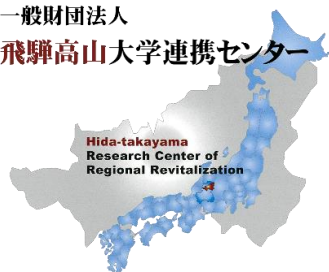 一般財団法人
飛騨高山大学連携センター
Hida-takayama
Research Center of
Regional Revitalization